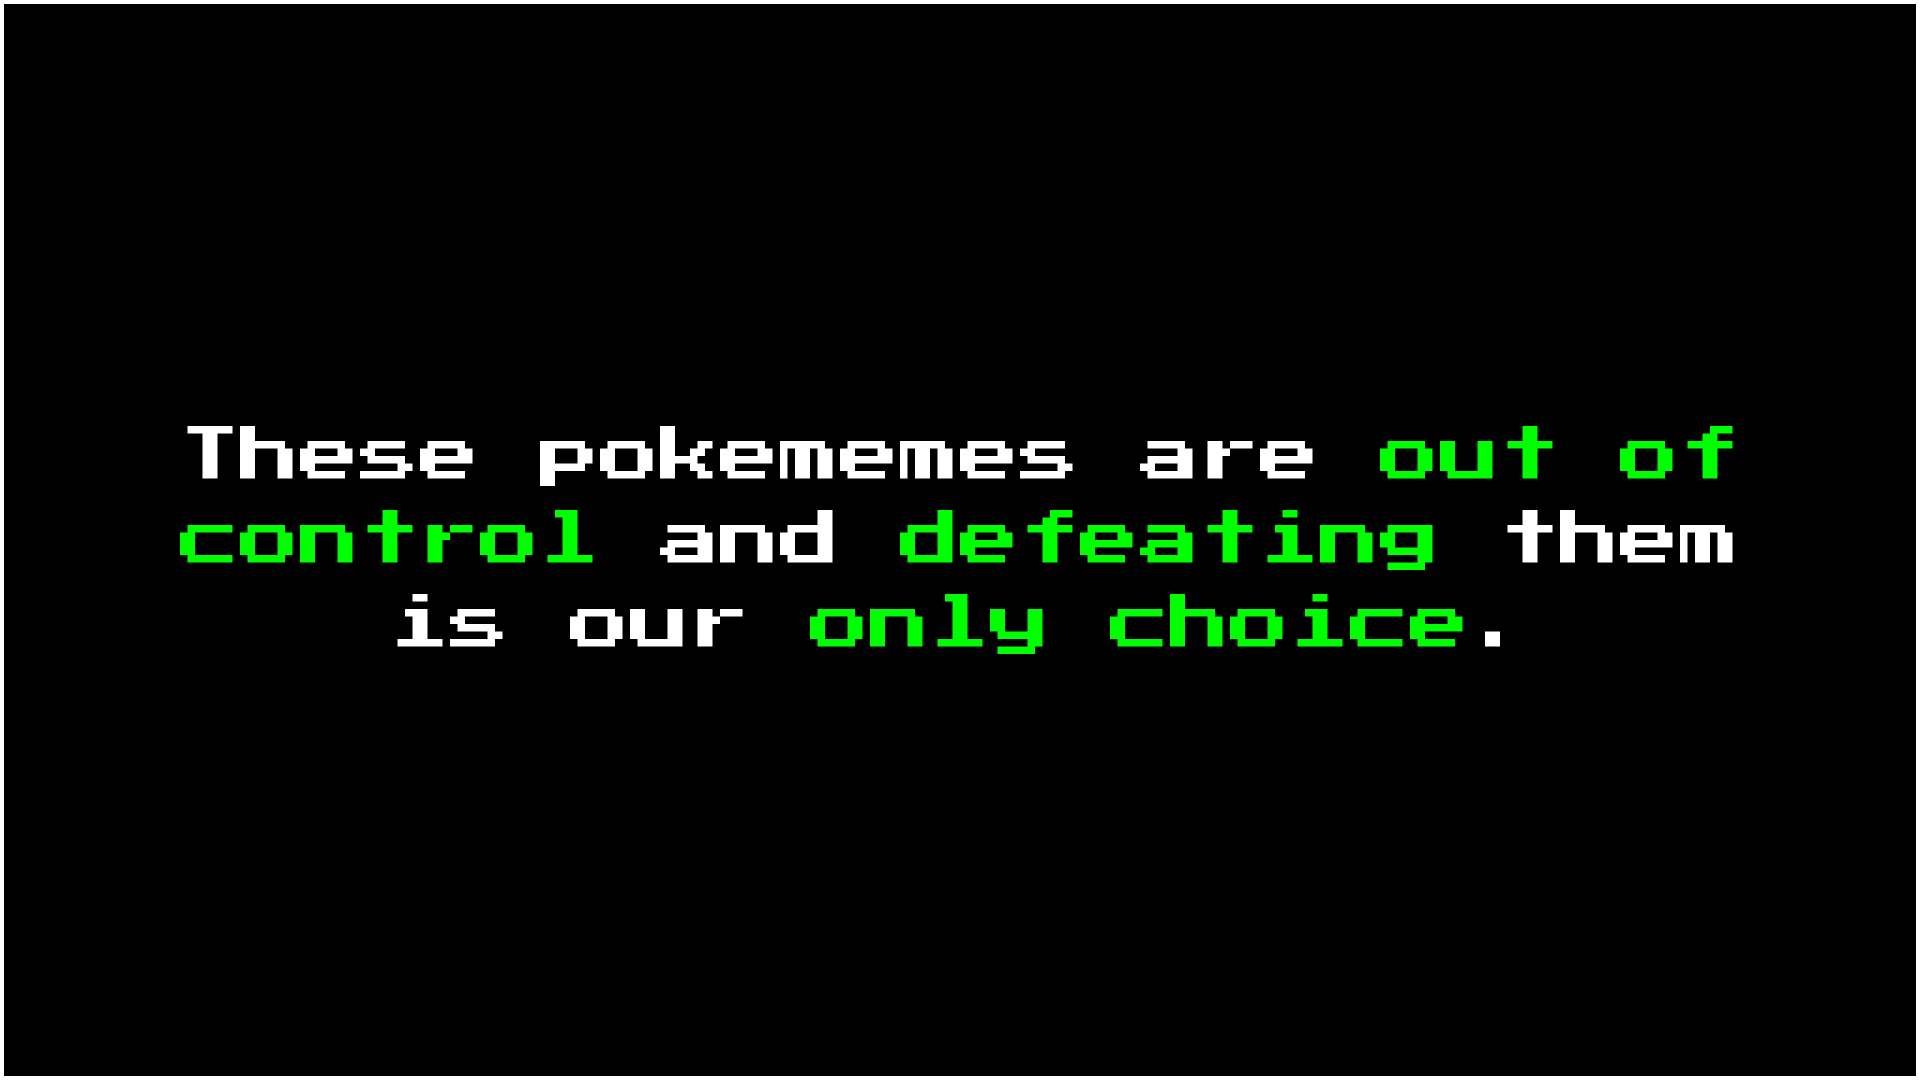 These pokememes are out of
control and defeating them
is our only choice.